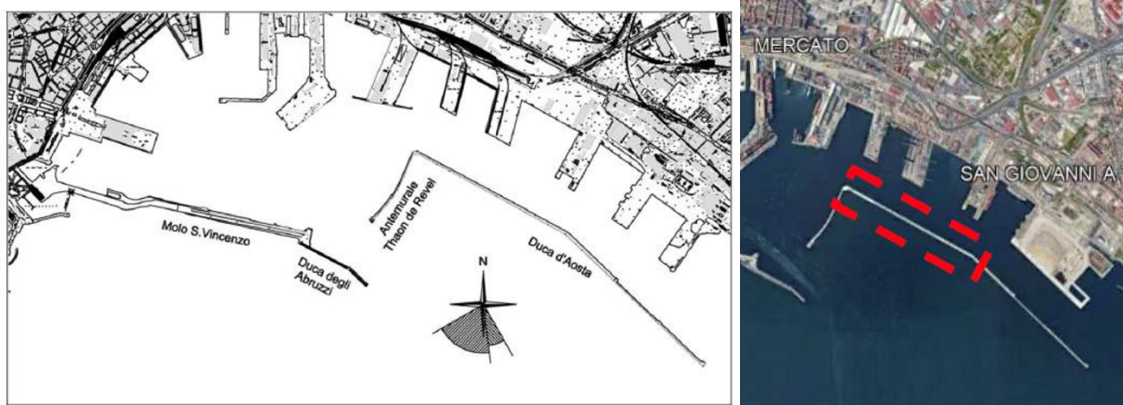 Molo S.Vincenzo
Duca degli
Abruzzi
Antemurale
Thaon de Revel
Duca d'Aosta
N
MERCATO
SAN GIOVANNI A